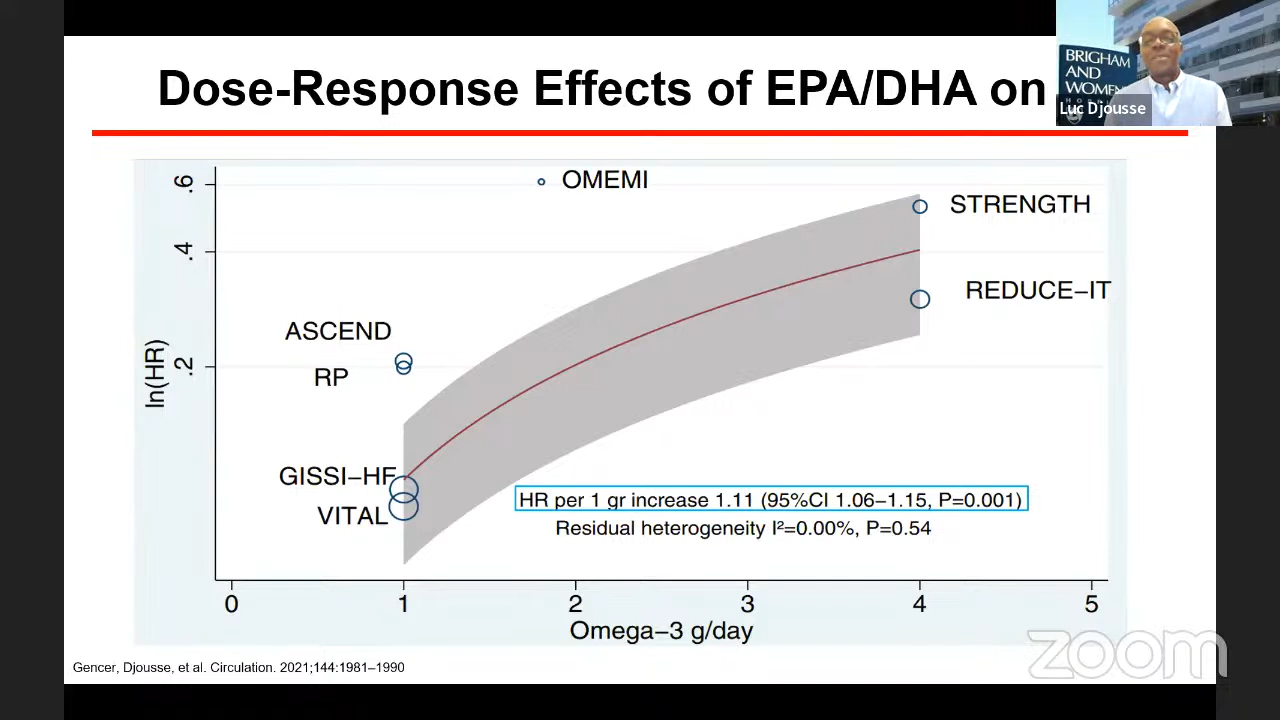 Dose-Response Effects of EPA/DHA on
BRIGHAM
AND
WOMEN
Luc Djousse
.6
OMEMI
STRENGTH
.4
REDUCE−IT
ASCEND
.2
RP
ln(HR)
GISSI−HF
VITAL
HR per 1 gr increase 1.11 (95%CI 1.06−1.15, P=0.001)
Residual heterogeneity I²=0.00%, P=0.54
0 1 2 3 4 5
Omega−3 g/day
zoom
Gencer, Djousse, et al. Circulation. 2021;144:1981–1990